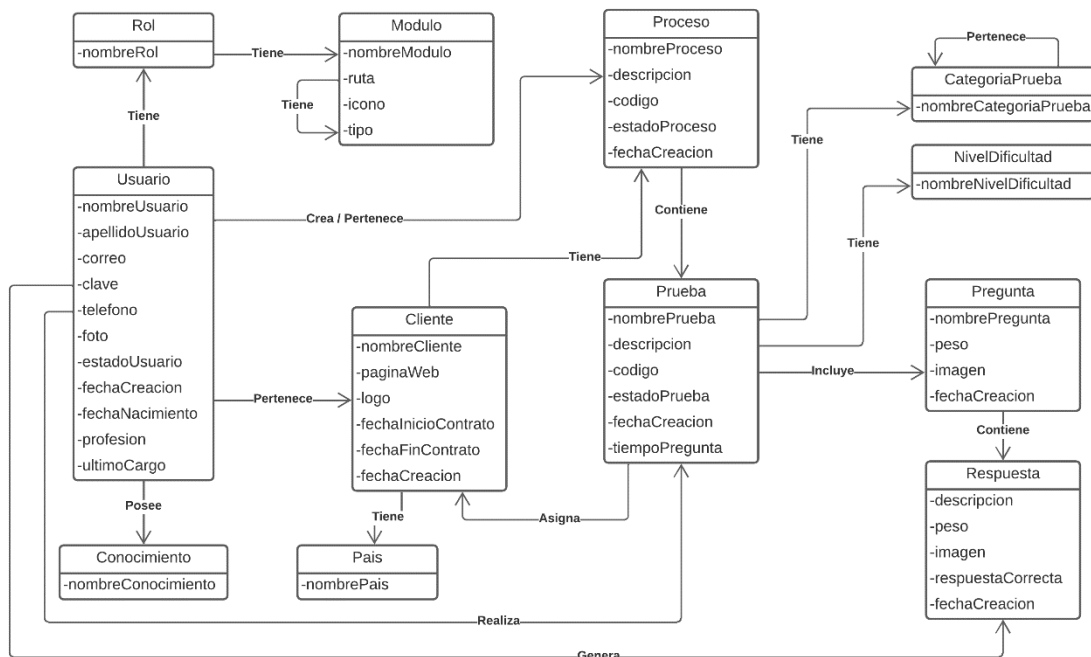 Rol
-nombreRol
Tiene
Modulo
-nombreModulo
-ruta
-icono
-tipo
Tiene
Tiene
Usuario
-nombreUsuario
-apellidoUsuario
-correo
-clave
-telefono
-foto
-estadoUsuario
-fechaCreacion
-fechaNacimiento
-profesion
-ultimoCargo
Crea / Pertenece
Pertenece
Posee
Conocimiento
-nombreConocimiento
Cliente
-nombreCliente
-paginaWeb
-logo
-fechaInicioContrato
-fechaFinContrato
-fechaCreacion
Tiene
Tiene
Pais
-nombrePais
Proceso
-nombreProceso
-descripcion
-codigo
-estadoProceso
-fechaCreacion
Contiene
Prueba
-nombrePrueba
-descripcion
-codigo
-estadoPrueba
-fechaCreacion
-tiempoPregunta
Asigna
Realiza
Genera
Pertenece
CategoriaPrueba
-nombreCategoriaPrueba
Tiene
NivelDificultad
-nombreNivelDificultad
Tiene
Incluye
Pregunta
-nombrePregunta
-peso
-imagen
-fechaCreacion
Contiene
Respuesta
-descripcion
-peso
-imagen
-respuestaCorrecta
-fechaCreacion